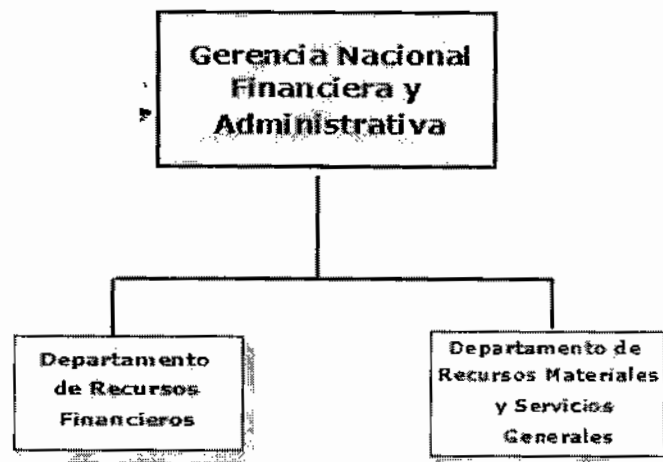 Gerencia Nacional
Financiera y
Administrativa
Departamento
de Recursos
Financieros
Departamento de
Recursos Materiales
y Servicios
Generales